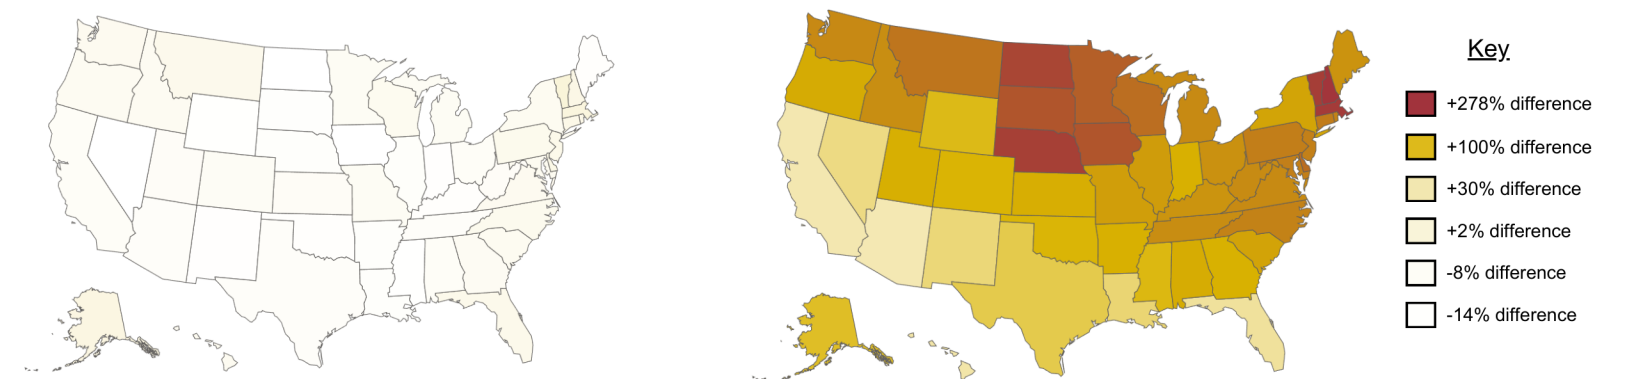 Key
+278% difference
+100% difference
+30% difference
+2% difference
-8% difference
-14% difference